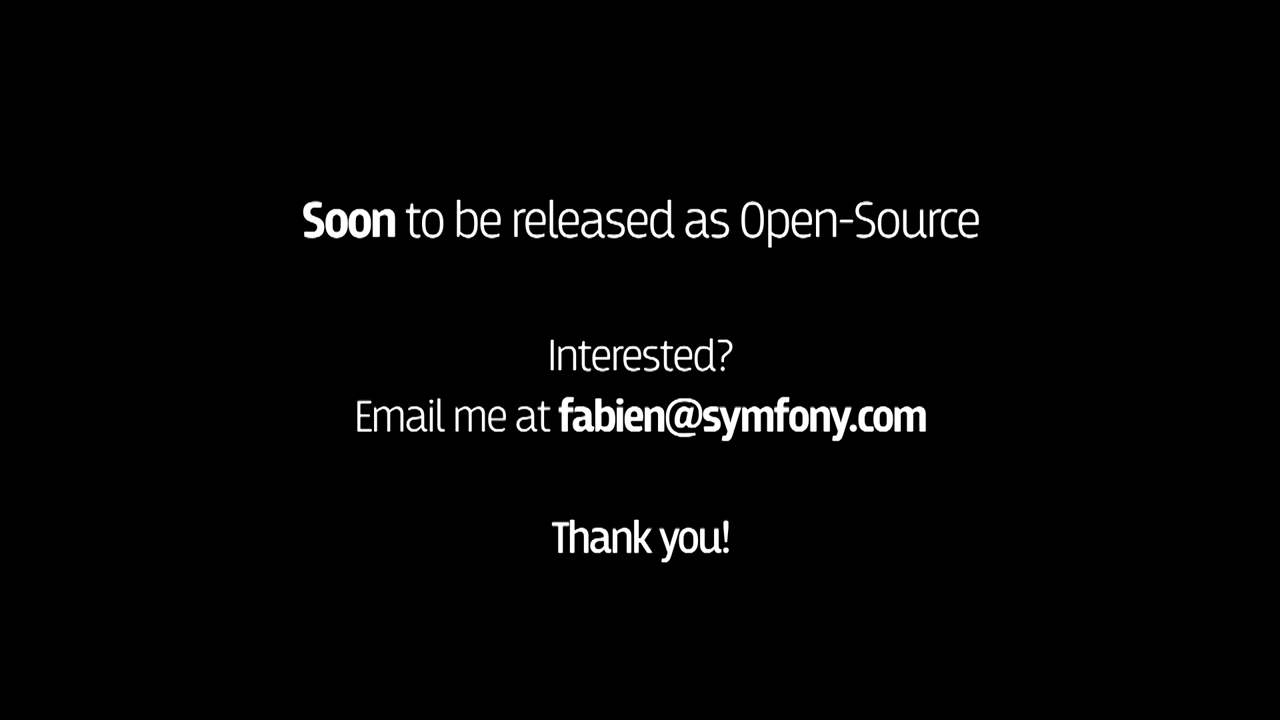 Soon to be released as Open-Source
Interested?
Email me at fabien@symfony.com
Thank you!